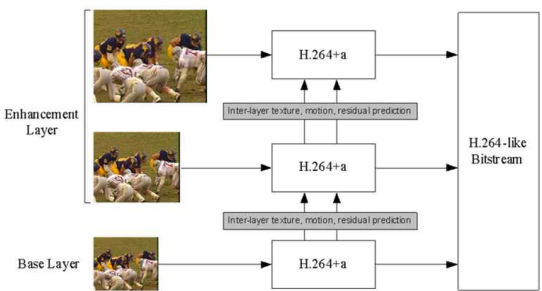 H.264+a
Inter-layer texture, motion, residual prediction
Enhancement
Layer
H.264+a
H.264-like
Bitstream
Inter-layer texture, motion, residual prediction
Base Layer
H.264+a